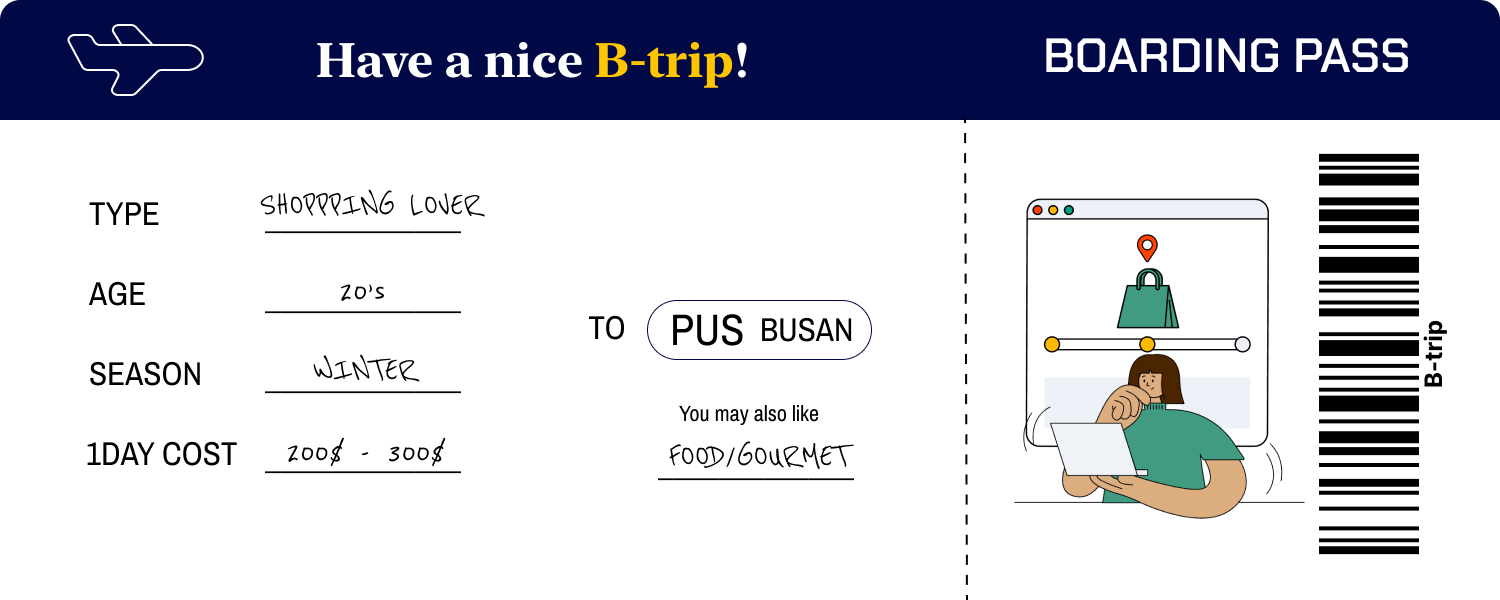 Have a nice B-trip!
BOARDING PASS
TYPE SHOPPPING LOVER
AGE 20's
SEASON WINTER
1DAY COST 200$ - 300$
TO PUS BUSAN
You may also like
FOOD/GOURMET
B-trip